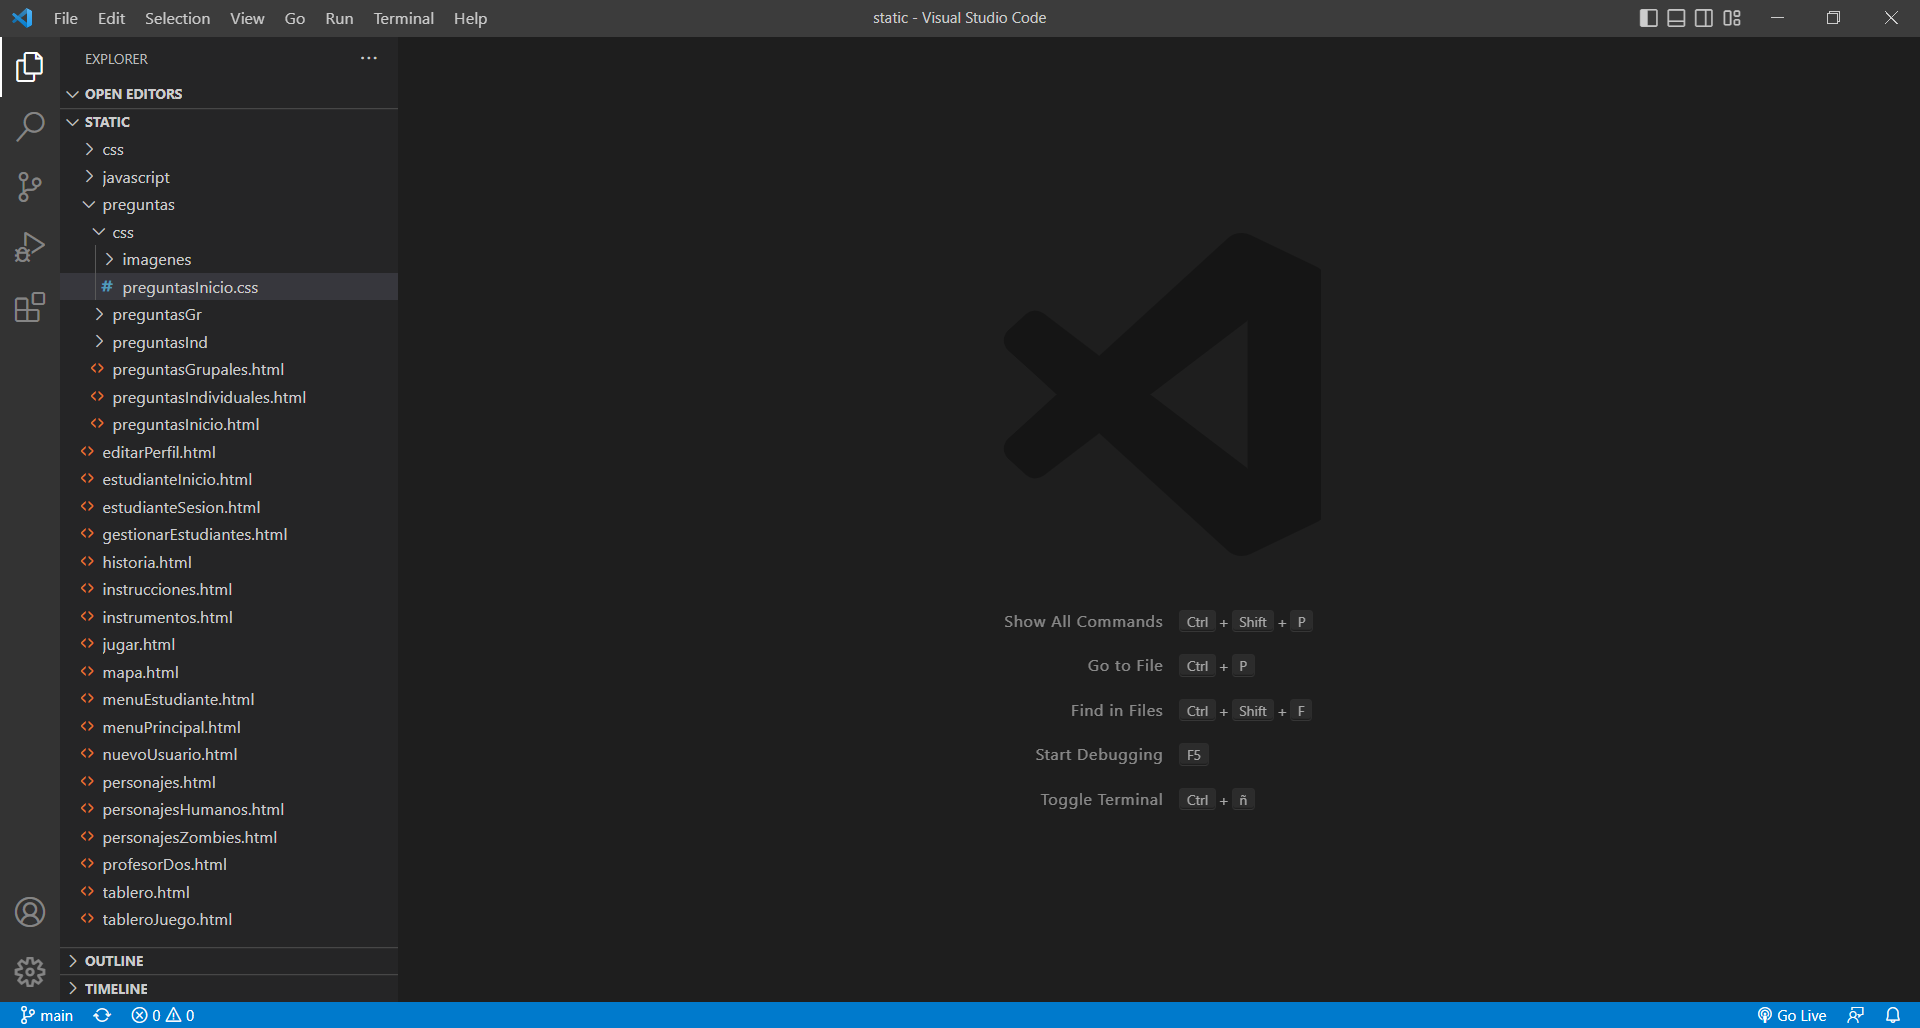 File Edit Selection View Go Run Terminal Help
static - Visual Studio Code
EXPLORER
OPEN EDITORS
STATIC
css
javascript
preguntas
css
imagenes
# preguntasInicio.css
preguntasGr
preguntasInd
<> preguntasGrupales.html
<> preguntasIndividuales.html
<> preguntasInicio.html
<> editarPerfil.html
<> estudianteInicio.html
<> estudianteSesion.html
<> gestionarEstudiantes.html
<> historia.html
<> instrucciones.html
<> instrumentos.html
<> jugar.html
<> mapa.html
<> menuEstudiante.html
<> menuPrincipal.html
<> nuevoUsuario.html
<> personajes.html
<> personajesHumanos.html
<> personajesZombies.html
<> profesorDos.html
<> tablero.html
<> tableroJuego.html
OUTLINE
TIMELINE
Show All Commands Ctrl + Shift + P
Go to File Ctrl + P
Find in Files Ctrl + Shift + F
Start Debugging F5
Toggle Terminal Ctrl + ñ
main 0 0 Go Live